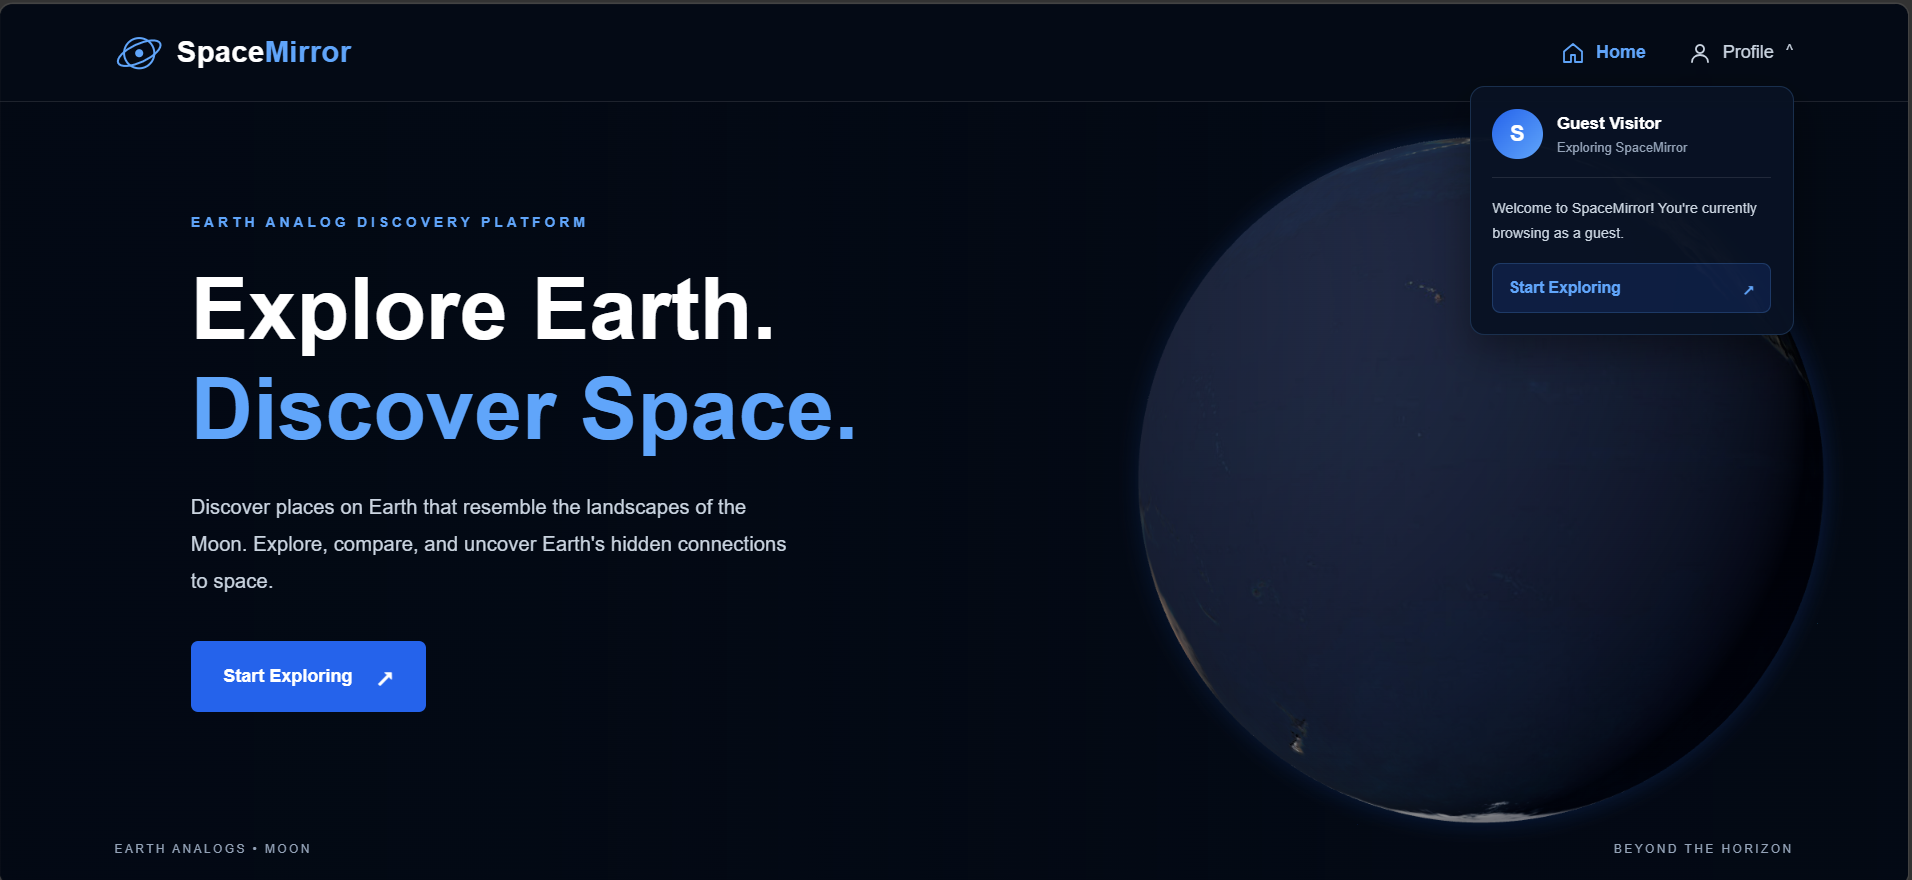 SpaceMirror
Home
Profile ^
S
Guest Visitor
Exploring SpaceMirror
Welcome to SpaceMirror! You're currently
browsing as a guest.
Start Exploring ↗
EARTH ANALOG DISCOVERY PLATFORM
Explore Earth.
Discover Space.
Discover places on Earth that resemble the landscapes of the
Moon. Explore, compare, and uncover Earth's hidden connections
to space.
Start Exploring ↗
EARTH ANALOGS • MOON
BEYOND THE HORIZON